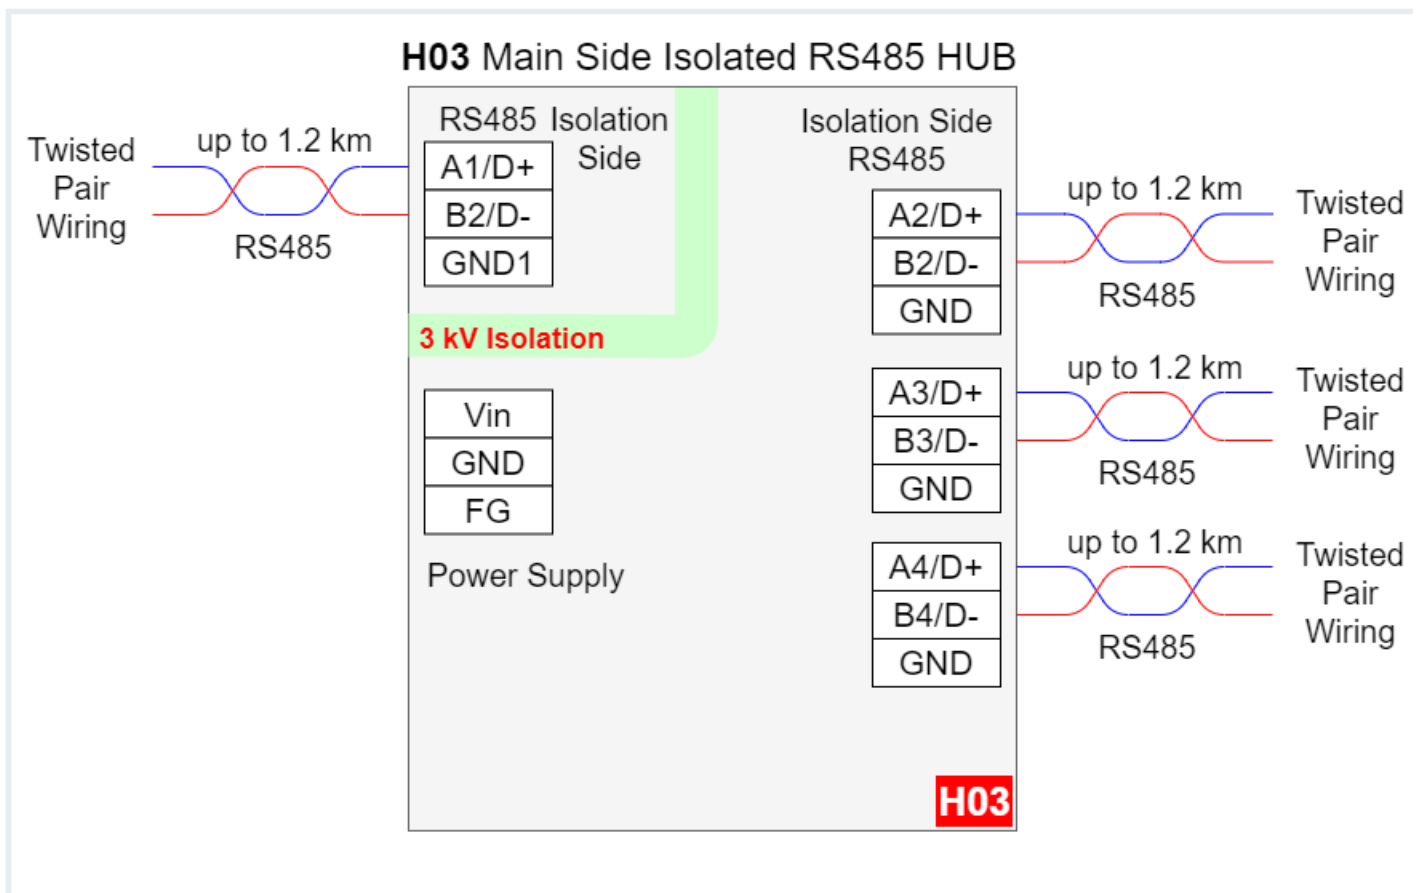 H03 Main Side Isolated RS485 HUB
Twisted
Pair
Wiring
up to 1.2 km
RS485
RS485 Isolation
Side
A1/D+
B2/D-
GND1
3 kV Isolation
Vin
GND
FG
Power Supply
Isolation Side
RS485
A2/D+
B2/D-
GND
up to 1.2 km
RS485
Twisted
Pair
Wiring
A3/D+
B3/D-
GND
up to 1.2 km
RS485
Twisted
Pair
Wiring
A4/D+
B4/D-
GND
up to 1.2 km
RS485
Twisted
Pair
Wiring
H03